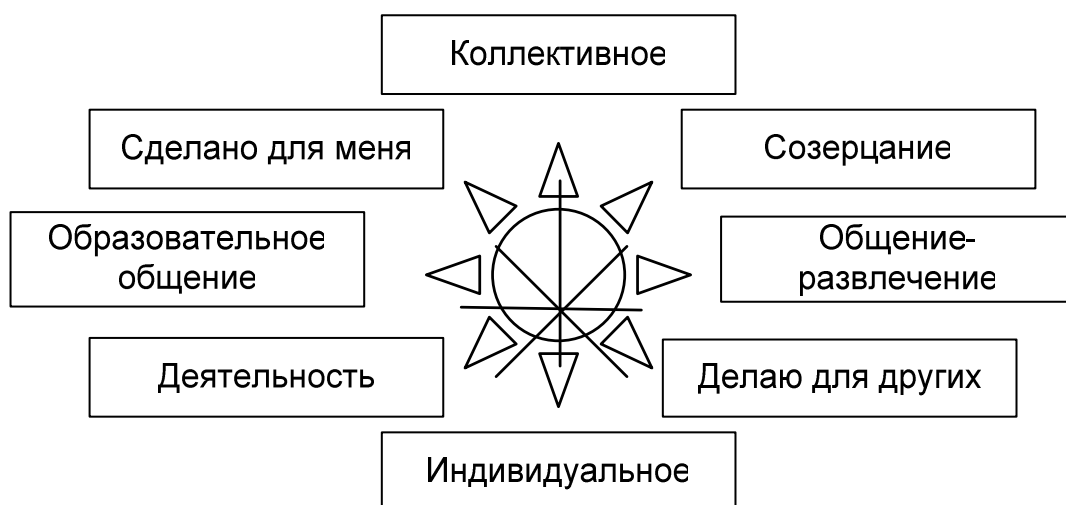 Коллективное
Сделано для меня
Созерцание
Образовательное
общение
Общение-
развлечение
Деятельность
Делаю для других
Индивидуальное